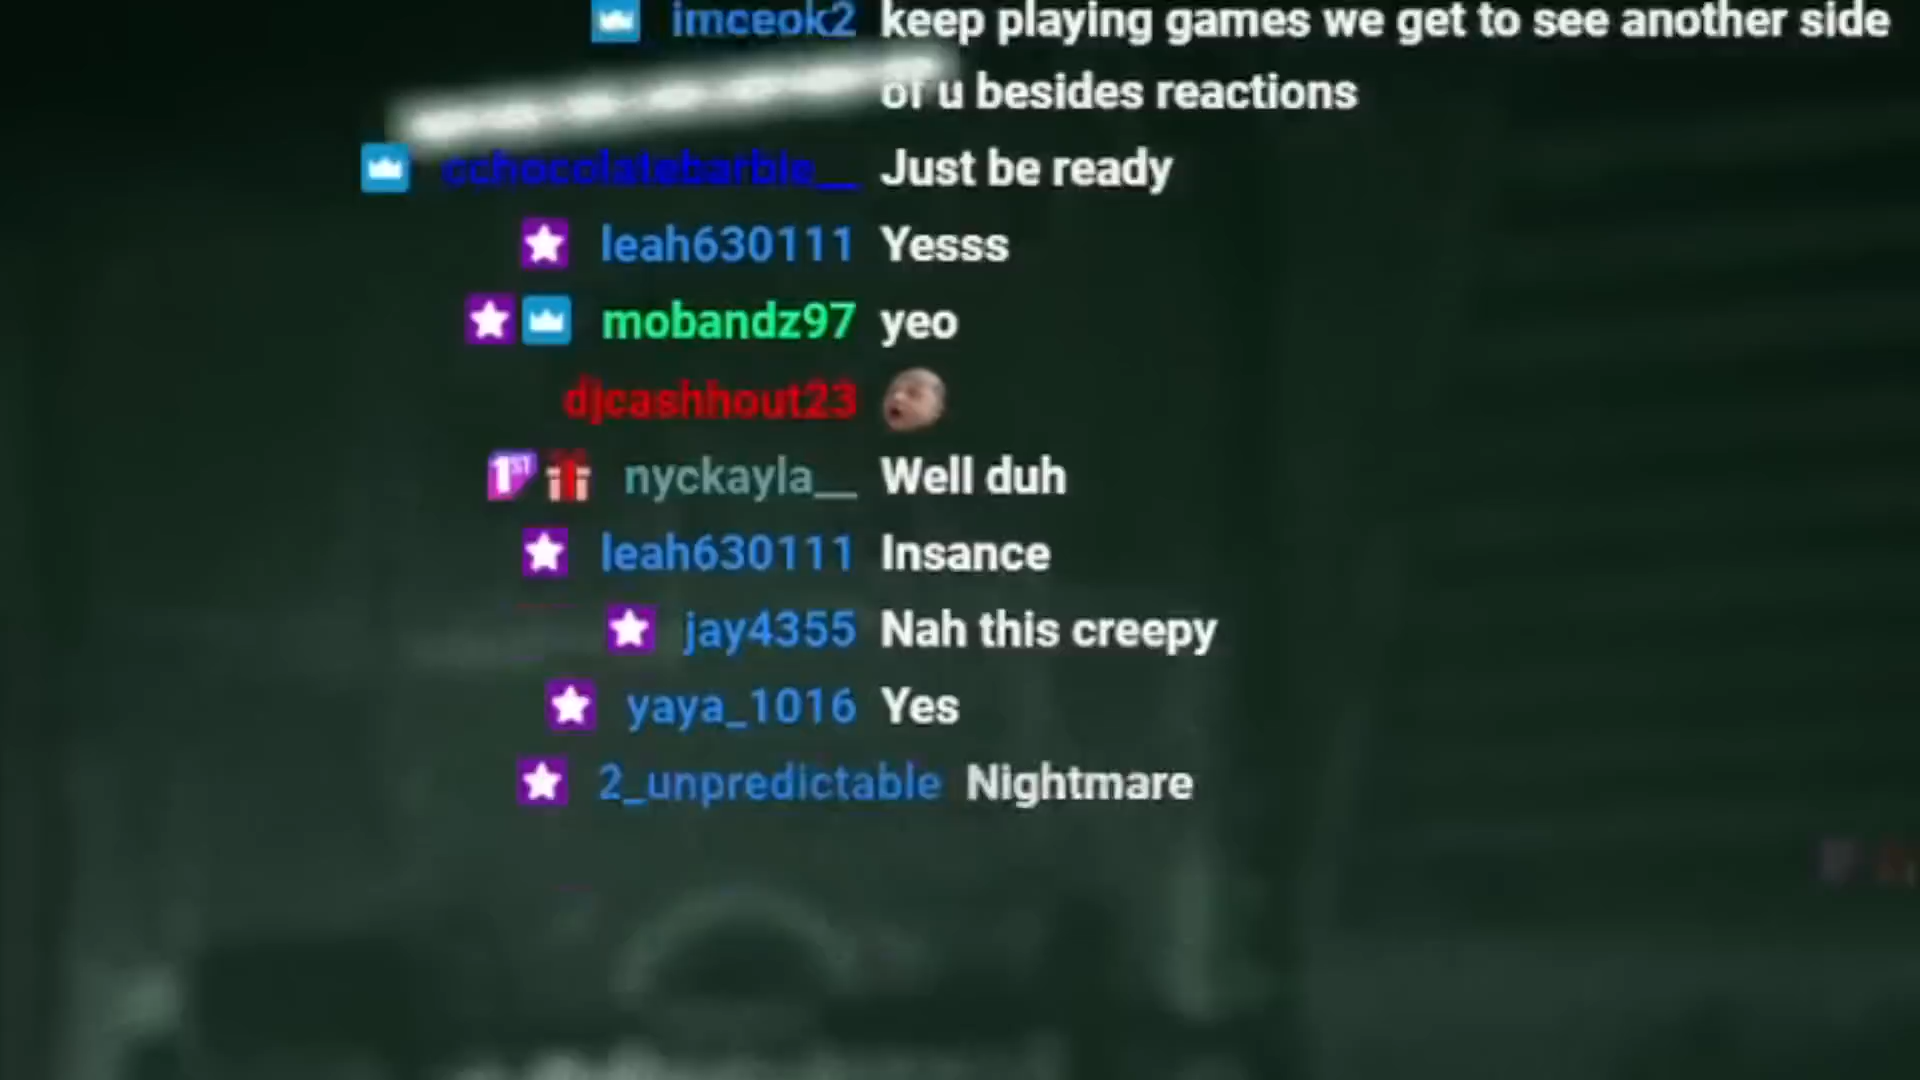 imceok2 keep playing games we get to see another side
of u besides reactions
cchocolatebarbie__ Just be ready
leah630111 Yesss
mobandz97 yeo
djcashhout23
1ST nyckayla__ Well duh
leah630111 Insance
jay4355 Nah this creepy
yaya_1016 Yes
2_unpredictable Nightmare